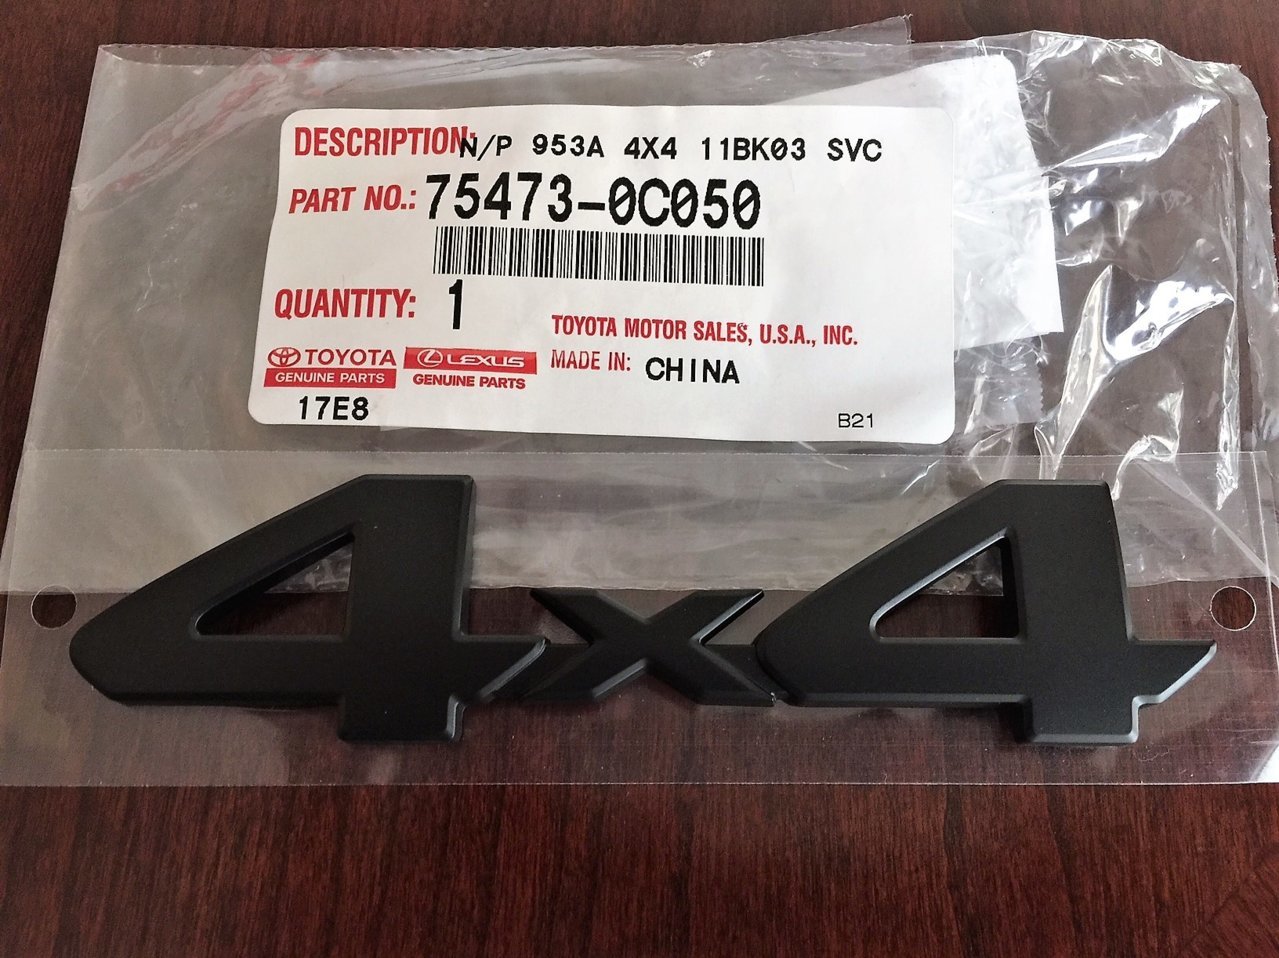 DESCRIPTION: N/P 953A 4X4 11BK03 SVC
PART NO.: 75473-0C050
QUANTITY: 1
TOYOTA MOTOR SALES, U.S.A., INC.
TOYOTA
GENUINE PARTS
LEXUS
GENUINE PARTS
MADE IN: CHINA
17E8
B21
4x4